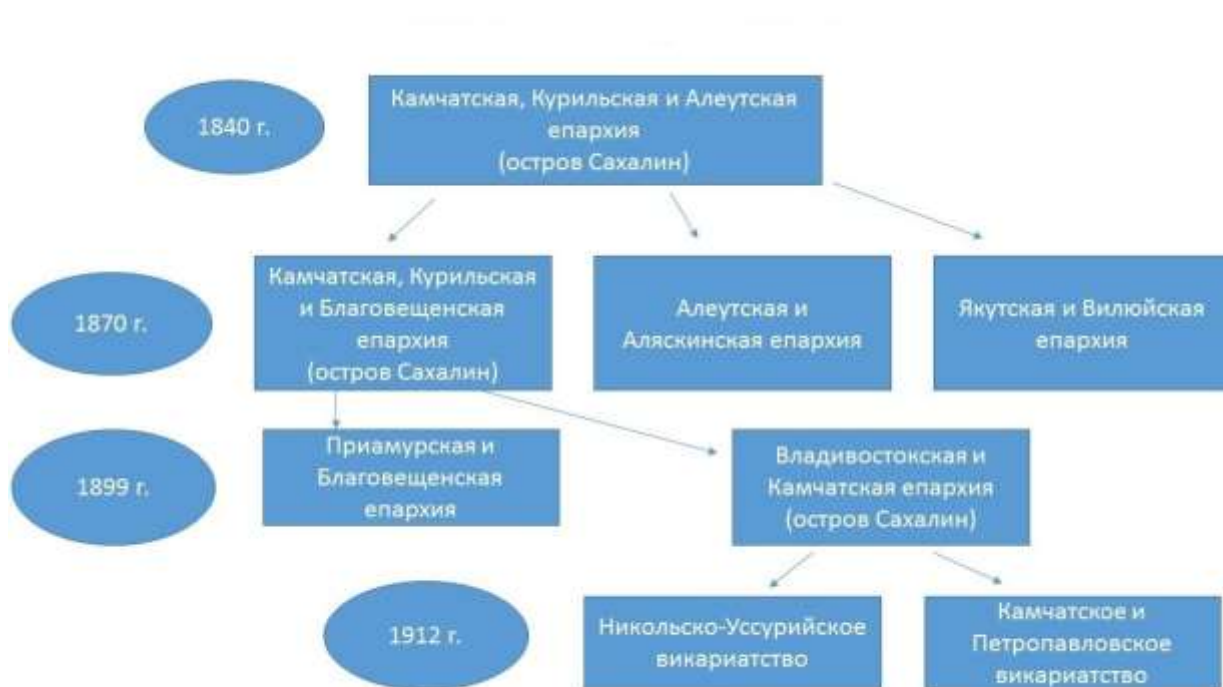 1840 г.
Камчатская, Курильская и Алеутская
епархия
(остров Сахалин)
1870 г.
Камчатская, Курильская
и Благовещенская
епархия
(остров Сахалин)
Алеутская и
Аляскинская епархия
Якутская и Вилюйская
епархия
1899 г.
Приамурская и
Благовещенская
епархия
Владивостокская и
Камчатская епархия
(остров Сахалин)
1912 г.
Никольско-Уссурийское
викариатство
Камчатское и
Петропавловское
викариатство